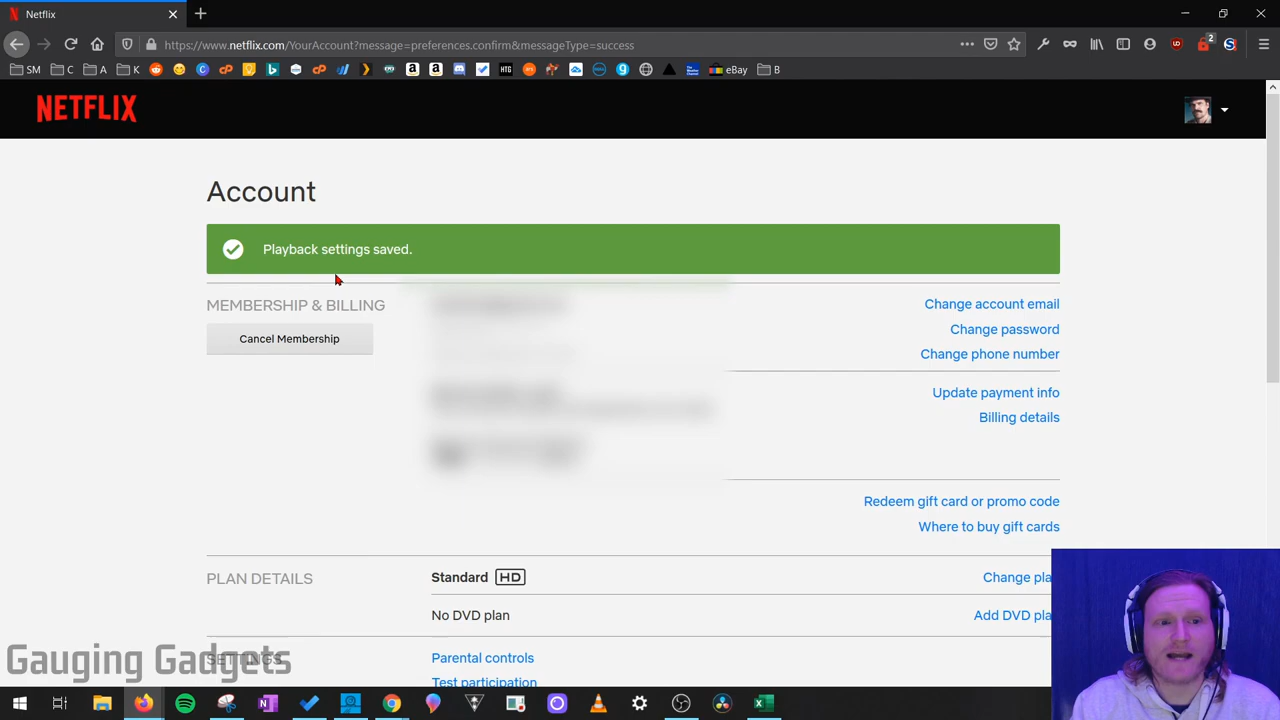 Netflix
https://www.netflix.com/YourAccount?message=preferences.confirm&messageType=success
2
SM
C
A
K
eBay
B
NETFLIX
Account
Playback settings saved.
MEMBERSHIP & BILLING
Cancel Membership
Change account email
Change password
Change phone number
Update payment info
Billing details
Redeem gift card or promo code
Where to buy gift cards
PLAN DETAILS
Standard HD
Change pla
No DVD plan
Add DVD pla
SETTINGS
Gauging Gadgets
Parental controls
Test participation